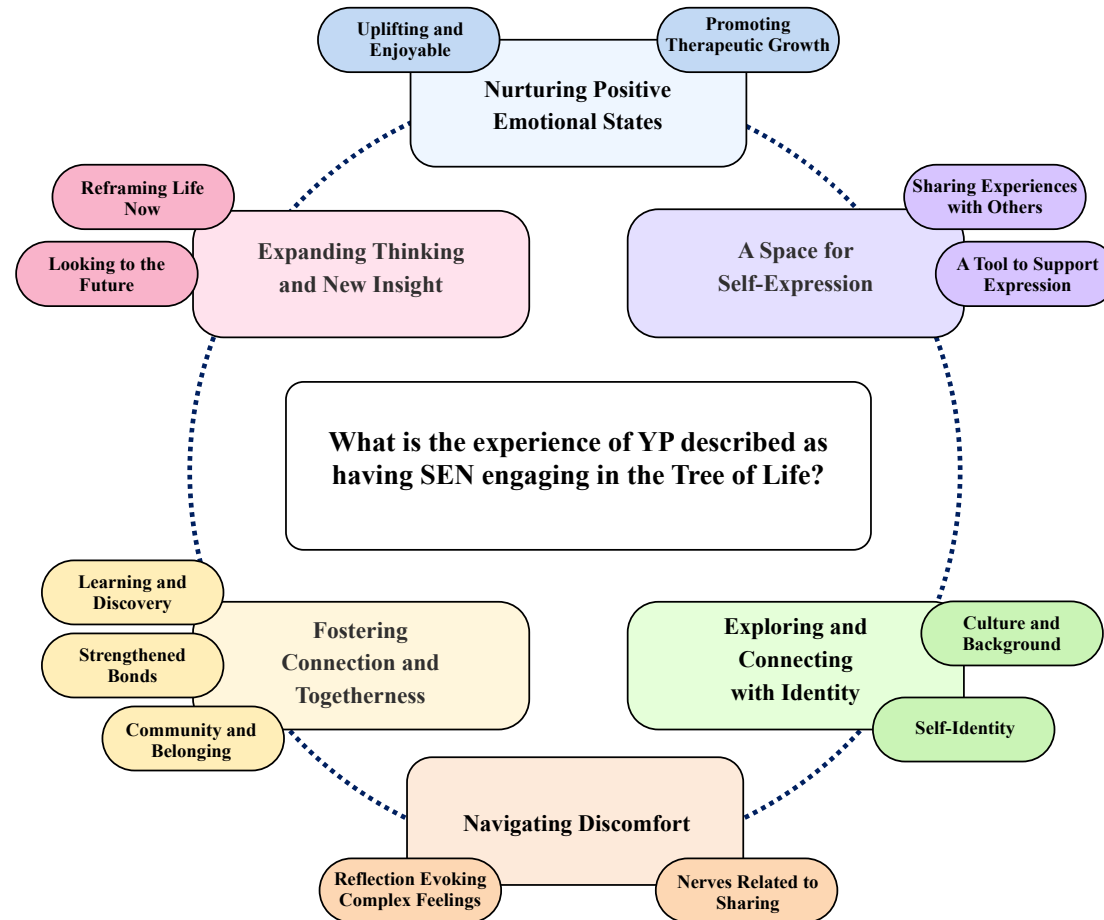 Uplifting and
Enjoyable
Promoting
Therapeutic Growth
Nurturing Positive
Emotional States
Reframing Life
Now
Looking to the
Future
Expanding Thinking
and New Insight
Sharing Experiences
with Others
A Tool to Support
Expression
A Space for
Self-Expression
What is the experience of YP described as
having SEN engaging in the Tree of Life?
Learning and
Discovery
Strengthened
Bonds
Community and
Belonging
Fostering
Connection and
Togetherness
Exploring and
Connecting
with Identity
Culture and
Background
Self-Identity
Navigating Discomfort
Reflection Evoking
Complex Feelings
Nerves Related to
Sharing